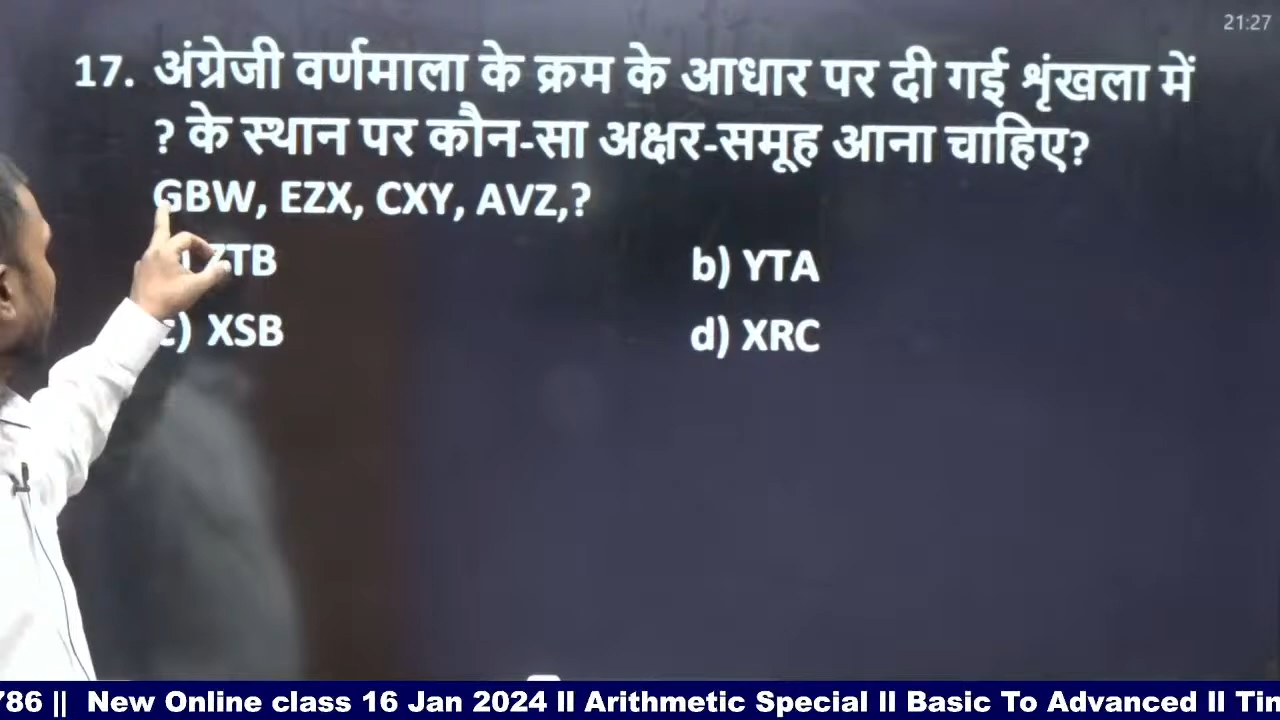 21:27
17. अंग्रेजी वर्णमाला के क्रम के आधार पर दी गई शृंखला में
? के स्थान पर कौन-सा अक्षर-समूह आना चाहिए?
GBW, EZX, CXY, AVZ,?
ZTB
b) YTA
c) XSB
d) XRC
786 || New Online class 16 Jan 2024 II Arithmetic Special II Basic To Advanced II